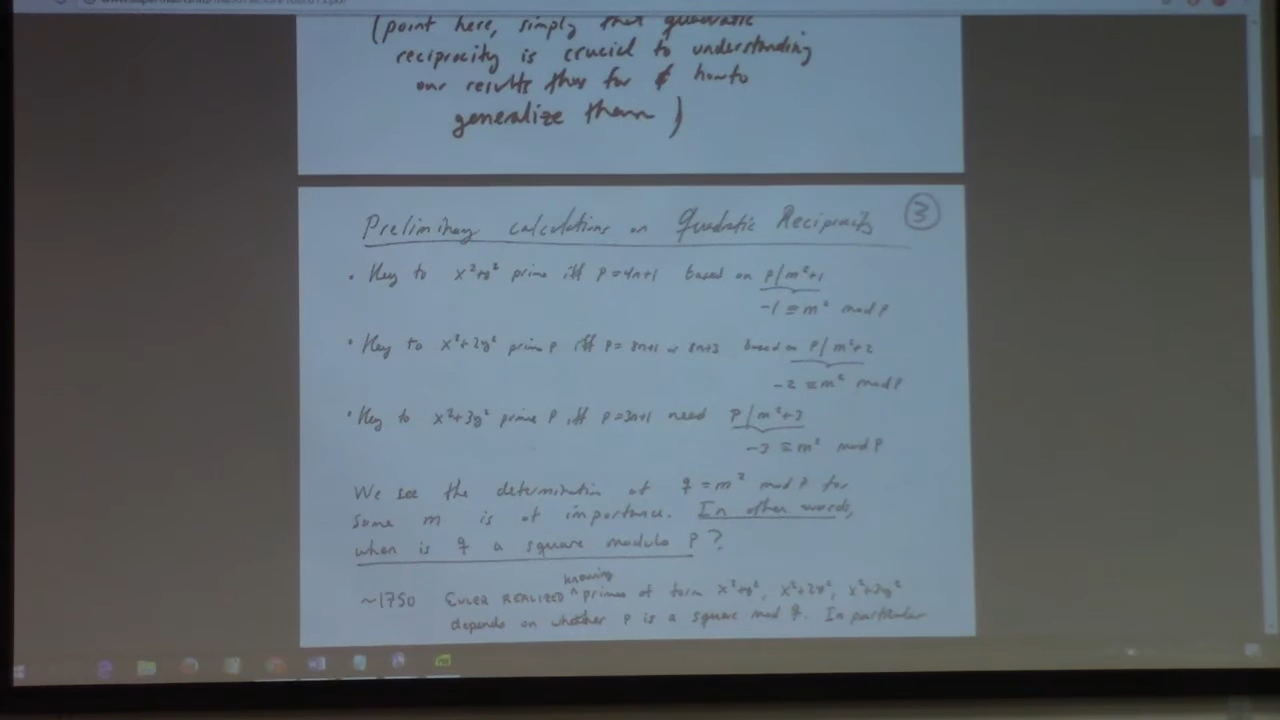 (point here, simply that quadratic
reciprocity is crucial to understanding
our results thus far & how to
generalize them)
Preliminary calculations on Quadratic Reciprocity ③
• Key to x²+y² prime iff p=4n+1 based on p|m²+1
-1 ≡ m² mod p
• Key to x²+2y² prime p iff p = 8n+1 or 8n+3 based on p|m²+2
-2 ≡ m² mod p
• Key to x²+3y² prime p iff p=3n+1 need p|m²+3
-3 ≡ m² mod p
We see the determination of q = m² mod p for
some m is of importance. In other words,
when is q a square modulo p?
knowing
~1750 EULER REALIZED ^ primes of form x²+y², x²+2y², x²+3y²
depends on whether p is a square mod q. In particular